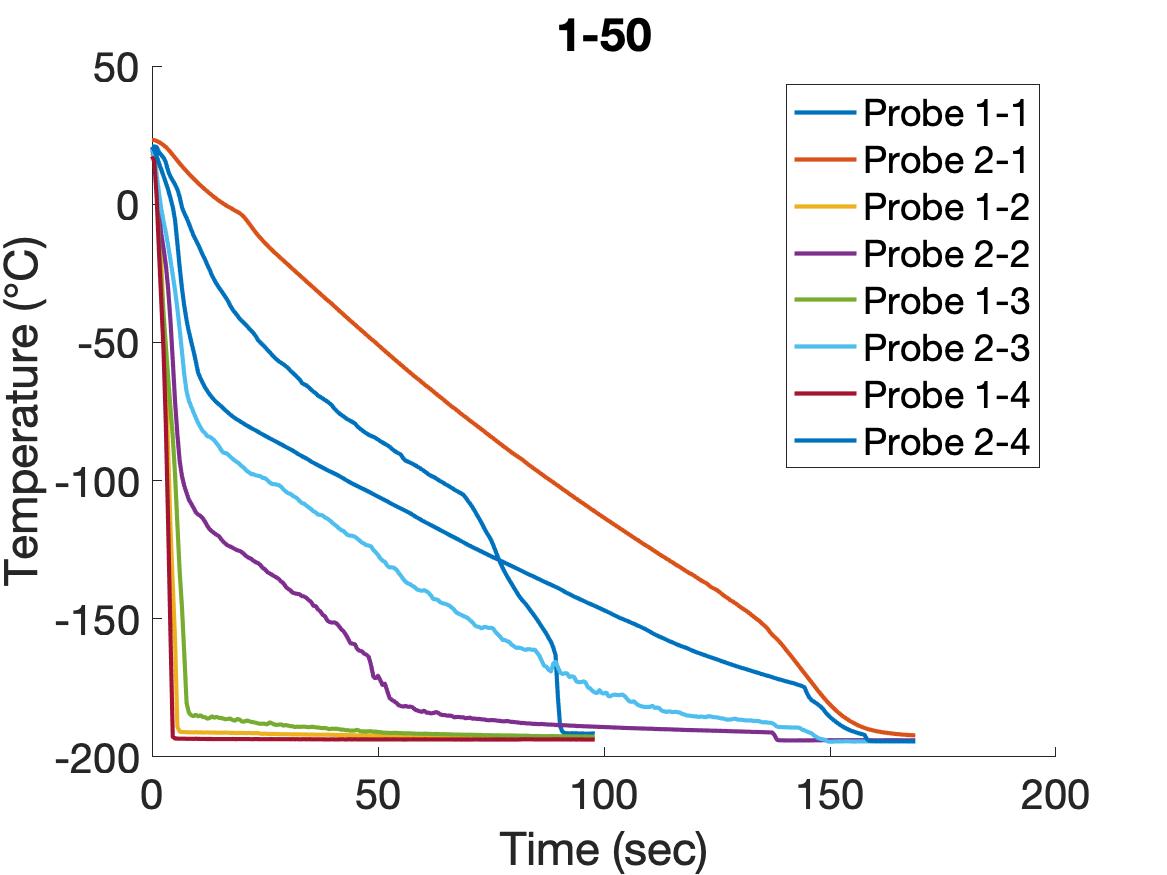 1-50
50
0
-50
-100
-150
-200
Temperature (°C)
0 50 100 150 200
Time (sec)
Probe 1-1
Probe 2-1
Probe 1-2
Probe 2-2
Probe 1-3
Probe 2-3
Probe 1-4
Probe 2-4